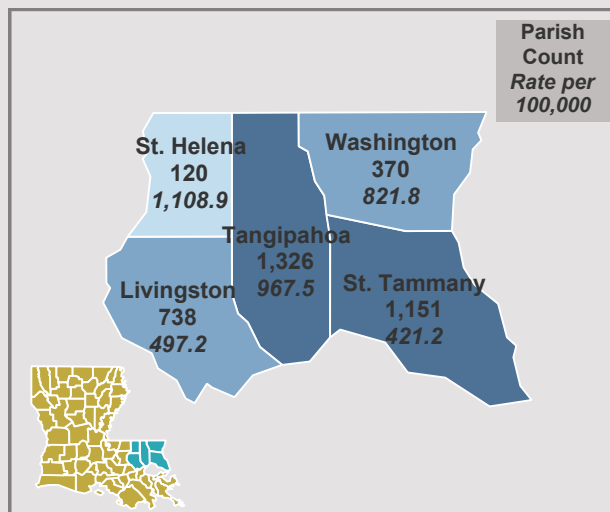 Parish
Count
Rate per
100,000
St. Helena
120
1,108.9
Washington
370
821.8
Tangipahoa
1,326
967.5
Livingston
738
497.2
St. Tammany
1,151
421.2